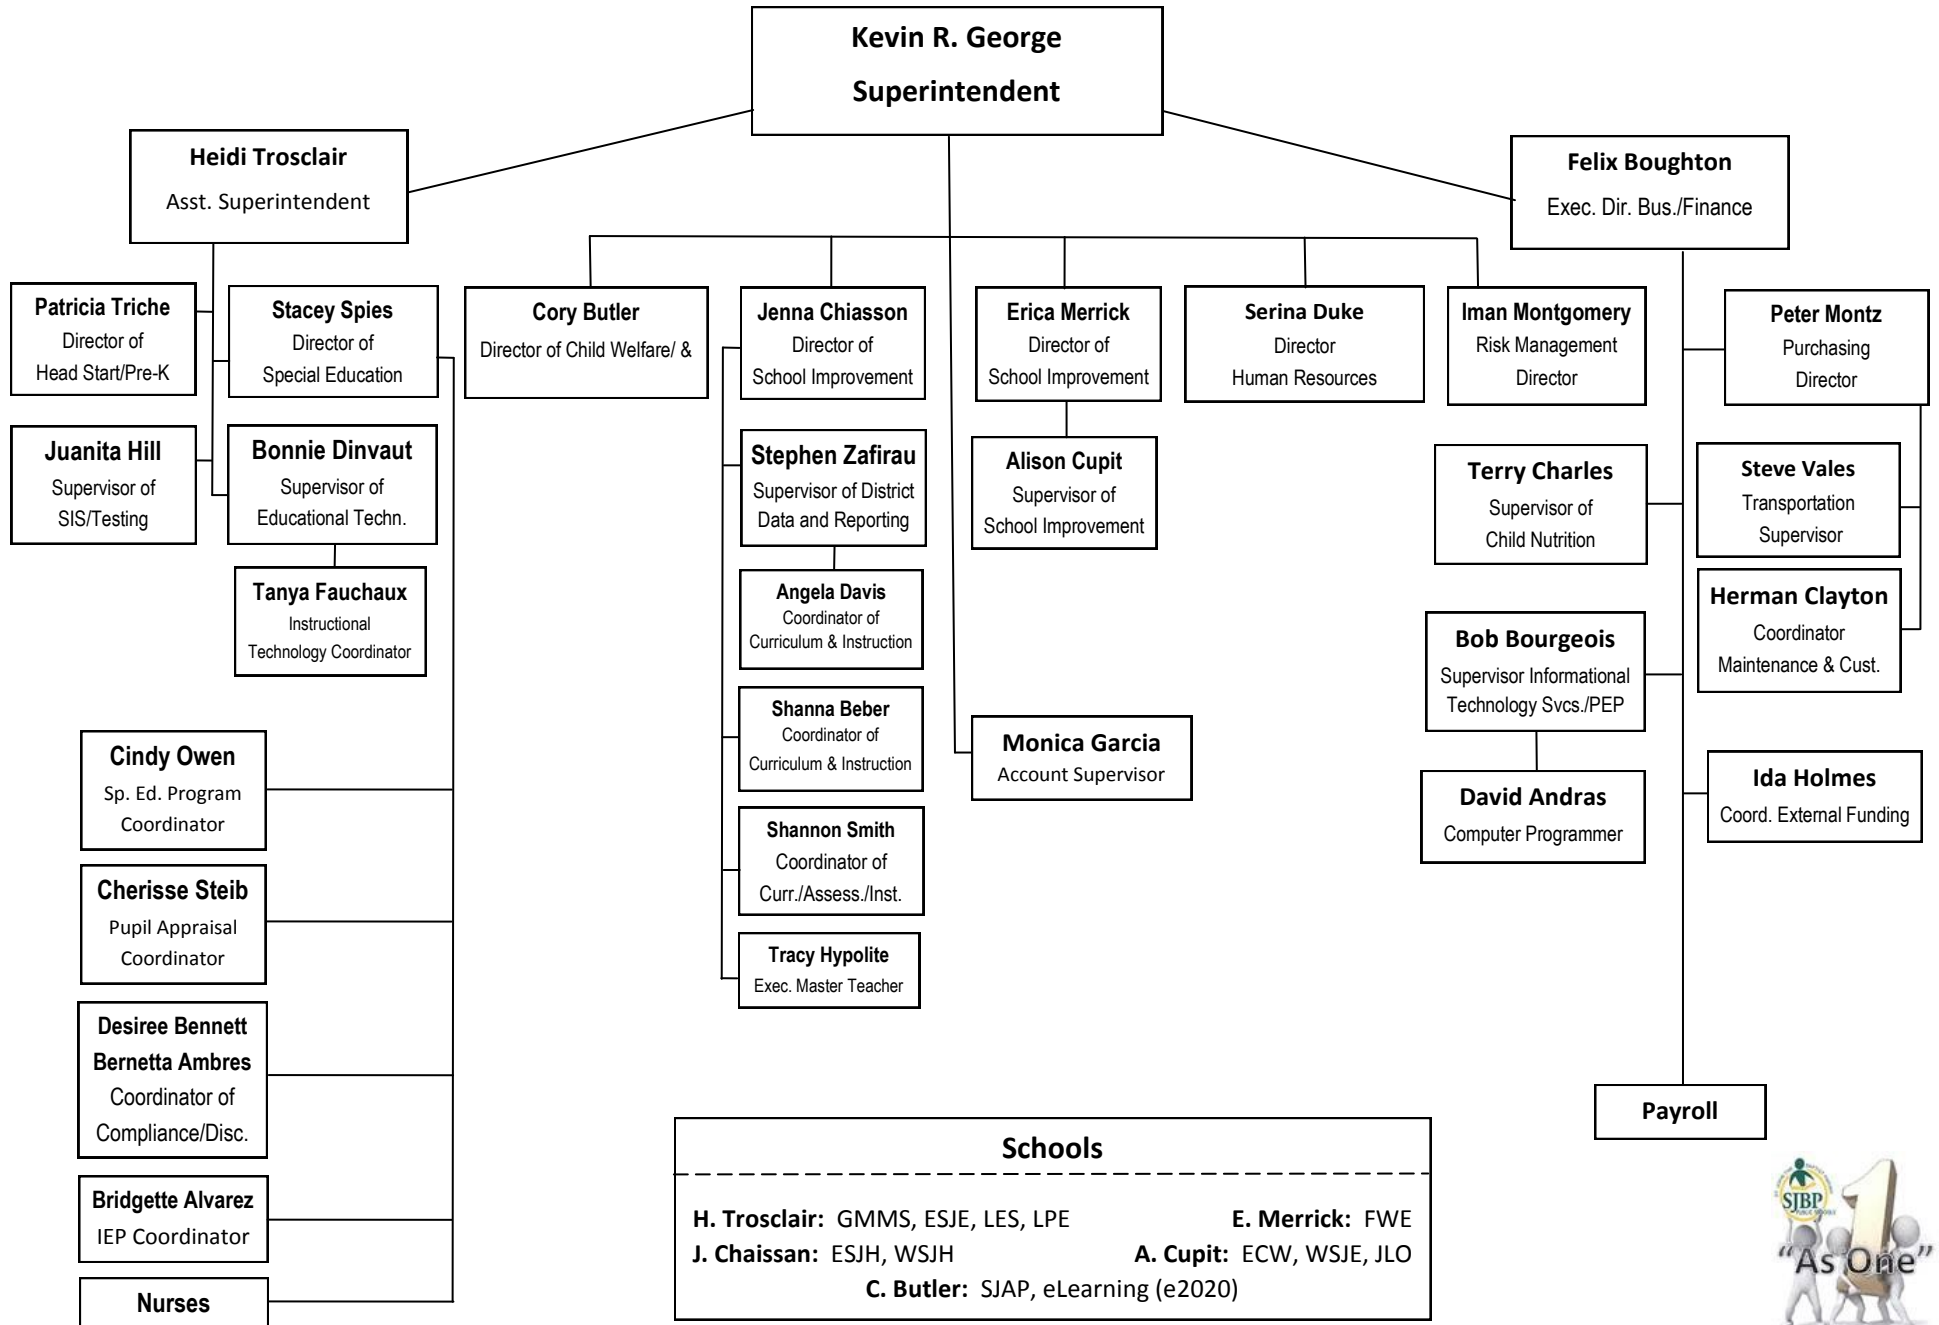 Kevin R. George
Superintendent
Heidi Trosclair
Asst. Superintendent
Felix Boughton
Exec. Dir. Bus./Finance
Patricia Triche
Director of
Head Start/Pre-K
Stacey Spies
Director of
Special Education
Cory Butler
Director of Child Welfare/ &
Jenna Chiasson
Director of
School Improvement
Erica Merrick
Director of
School Improvement
Serina Duke
Director
Human Resources
Iman Montgomery
Risk Management
Director
Peter Montz
Purchasing
Director
Juanita Hill
Supervisor of
SIS/Testing
Bonnie Dinvaut
Supervisor of
Educational Techn.
Stephen Zafirau
Supervisor of District
Data and Reporting
Alison Cupit
Supervisor of
School Improvement
Terry Charles
Supervisor of
Child Nutrition
Steve Vales
Transportation
Supervisor
Tanya Fauchaux
Instructional
Technology Coordinator
Angela Davis
Coordinator of
Curriculum & Instruction
Herman Clayton
Coordinator
Maintenance & Cust.
Bob Bourgeois
Supervisor Informational
Technology Svcs./PEP
Shanna Beber
Coordinator of
Curriculum & Instruction
Monica Garcia
Account Supervisor
Cindy Owen
Sp. Ed. Program
Coordinator
David Andras
Computer Programmer
Ida Holmes
Coord. External Funding
Shannon Smith
Coordinator of
Curr./Assess./Inst.
Cherisse Steib
Pupil Appraisal
Coordinator
Tracy Hypolite
Exec. Master Teacher
Desiree Bennett
Bernetta Ambres
Coordinator of
Compliance/Disc.
Payroll
Bridgette Alvarez
IEP Coordinator
Nurses
Schools
H. Trosclair: GMMS, ESJE, LES, LPE
E. Merrick: FWE
J. Chaissan: ESJH, WSJH
A. Cupit: ECW, WSJE, JLO
C. Butler: SJAP, eLearning (e2020)
SJBP
1
"As One"